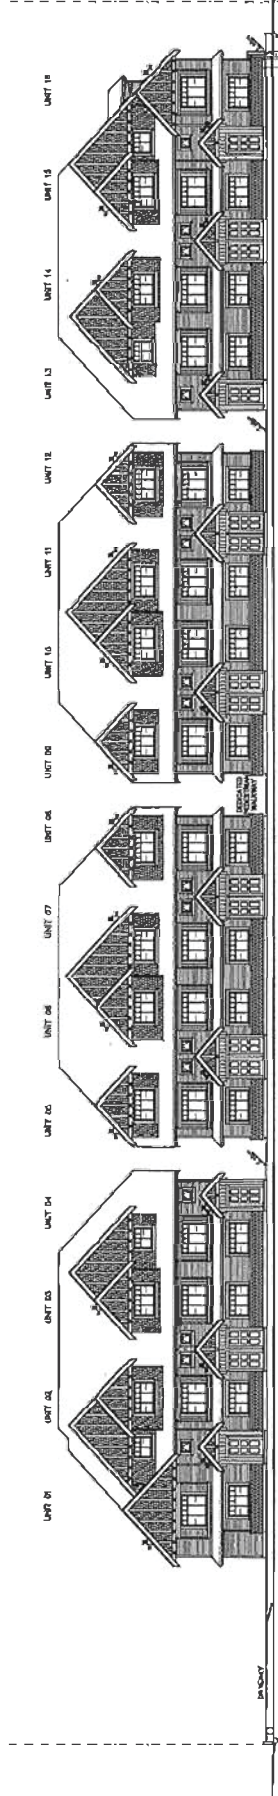 UNIT 16
UNIT 15
UNIT 14
UNIT 13
UNIT 12
UNIT 11
UNIT 10
UNIT 09
UNIT 08
UNIT 07
UNIT 06
UNIT 05
UNIT 04
UNIT 03
UNIT 02
UNIT 01
DEDICATED
PEDESTRIAN
WALKWAY